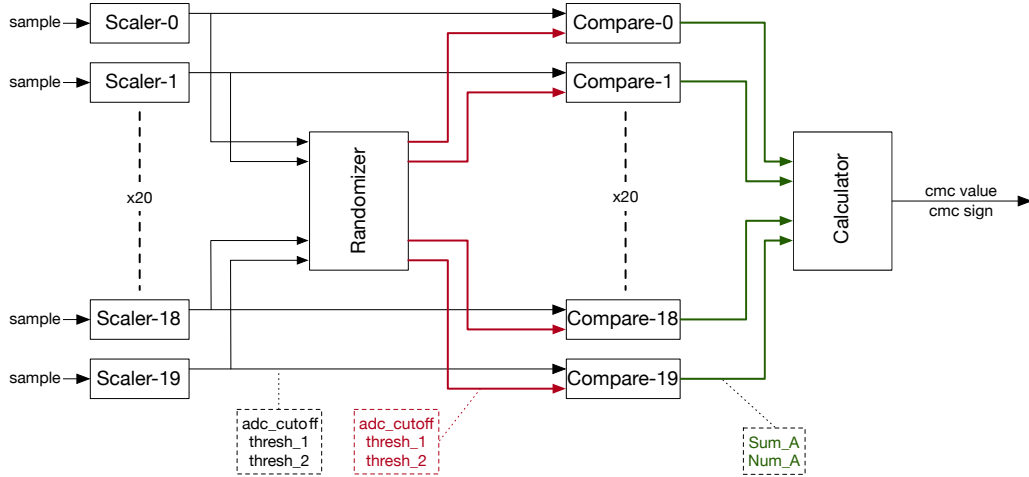 sample
Scaler-0
Compare-0
sample
Scaler-1
Compare-1
x20
Randomizer
x20
Calculator
cmc value
cmc sign
sample
Scaler-18
Compare-18
sample
Scaler-19
Compare-19
adc_cutoff
thresh_1
thresh_2
adc_cutoff
thresh_1
thresh_2
Sum_A
Num_A